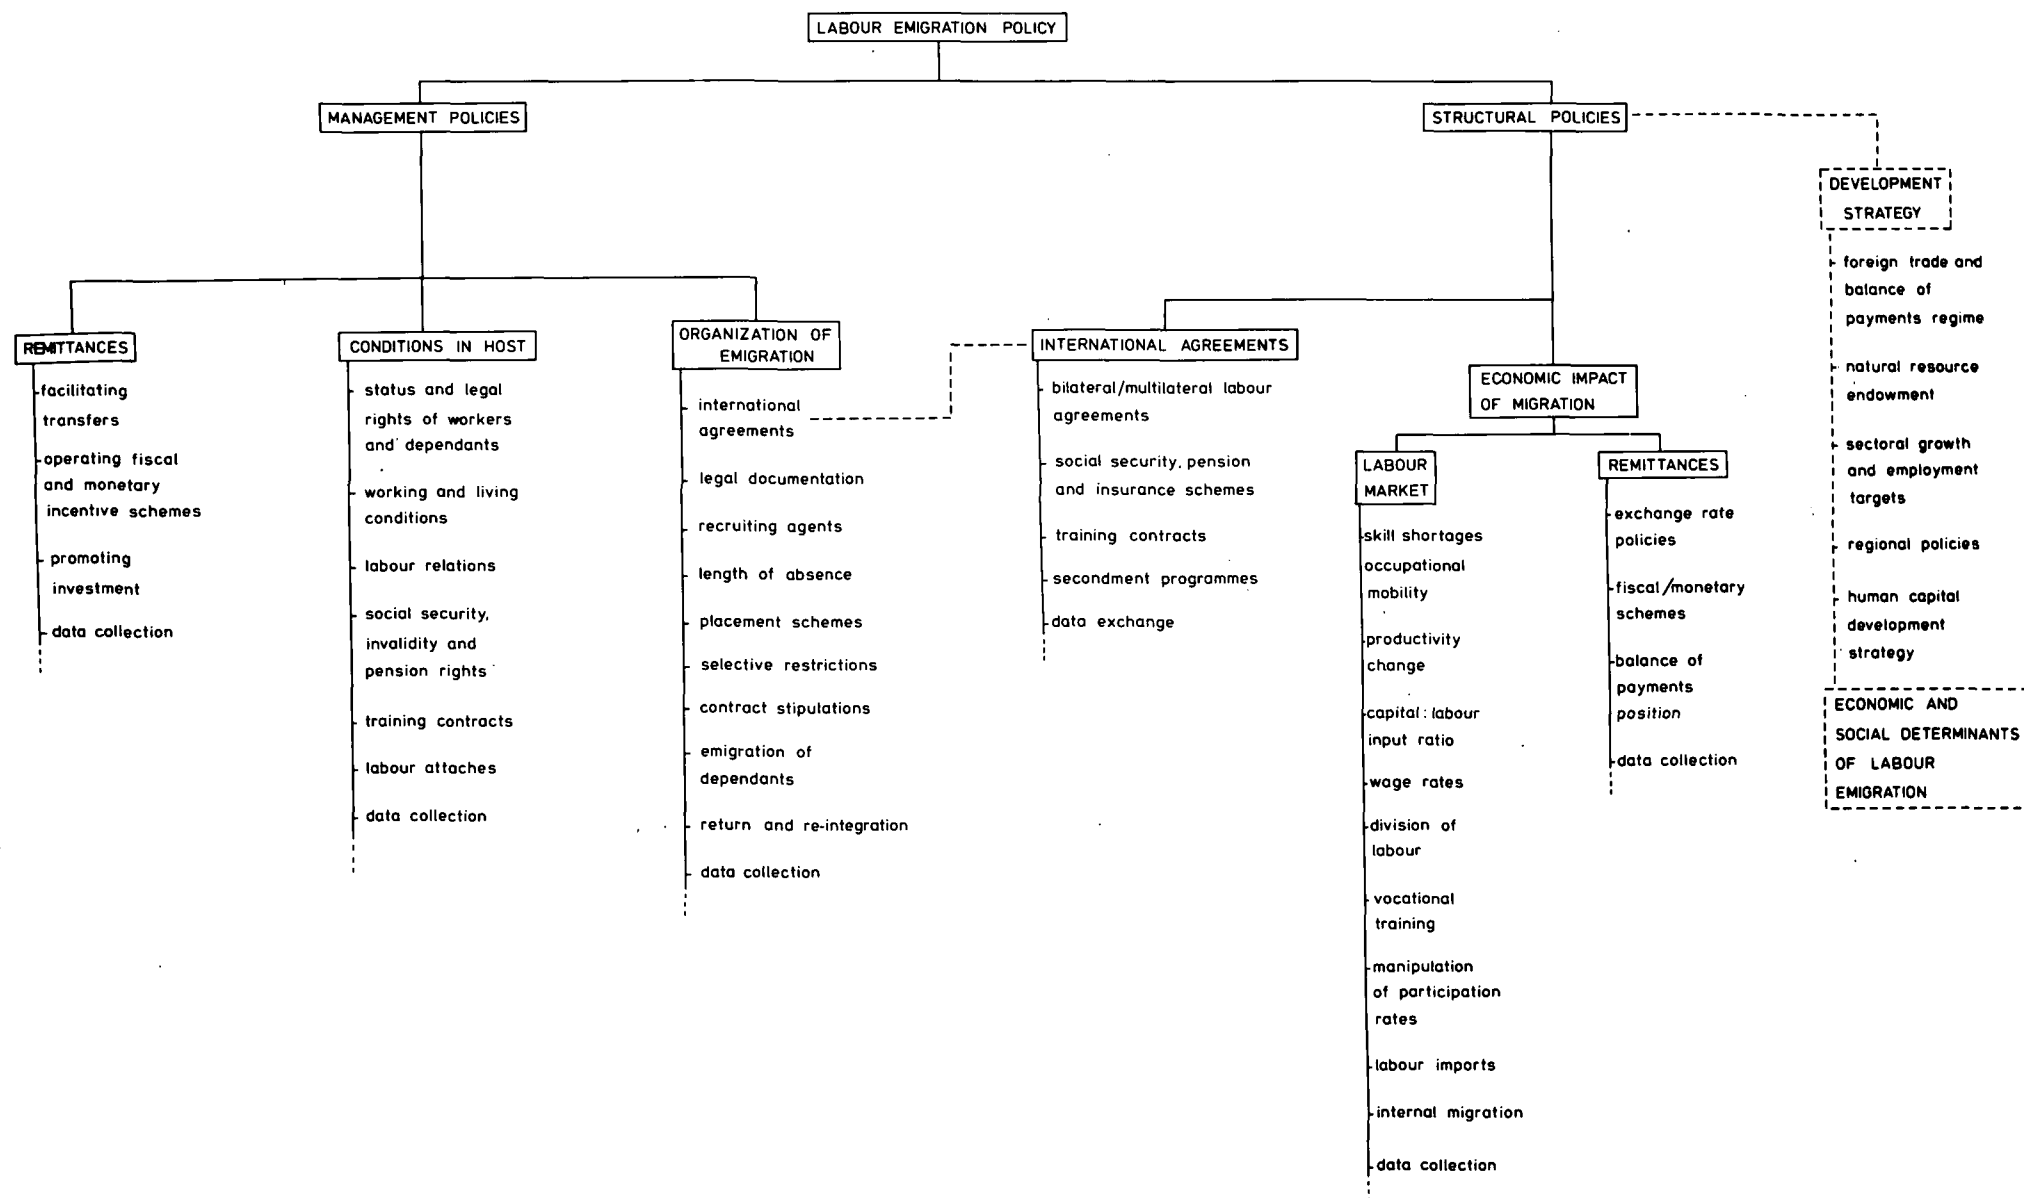 LABOUR EMIGRATION POLICY
MANAGEMENT POLICIES
STRUCTURAL POLICIES
DEVELOPMENT
STRATEGY
foreign trade and
balance of
payments regime
natural resource
endowment
sectoral growth
and employment
targets
regional policies
human capital
development
strategy
ECONOMIC AND
SOCIAL DETERMINANTS
OF LABOUR
EMIGRATION
REMITTANCES
facilitating
transfers
operating fiscal
and monetary
incentive schemes
promoting
investment
data collection
CONDITIONS IN HOST
status and legal
rights of workers
and dependants
working and living
conditions
labour relations
social security,
invalidity and
pension rights
training contracts
labour attaches
data collection
ORGANIZATION OF
EMIGRATION
international
agreements
legal documentation
recruiting agents
length of absence
placement schemes
selective restrictions
contract stipulations
emigration of
dependants
return and re-integration
data collection
INTERNATIONAL AGREEMENTS
bilateral/multilateral labour
agreements
social security, pension
and insurance schemes
training contracts
secondment programmes
data exchange
ECONOMIC IMPACT
OF MIGRATION
LABOUR
MARKET
skill shortages
occupational
mobility
productivity
change
capital : labour
input ratio
wage rates
division of
labour
vocational
training
manipulation
of participation
rates
labour imports
internal migration
data collection
REMITTANCES
exchange rate
policies
fiscal/monetary
schemes
balance of
payments
position
data collection